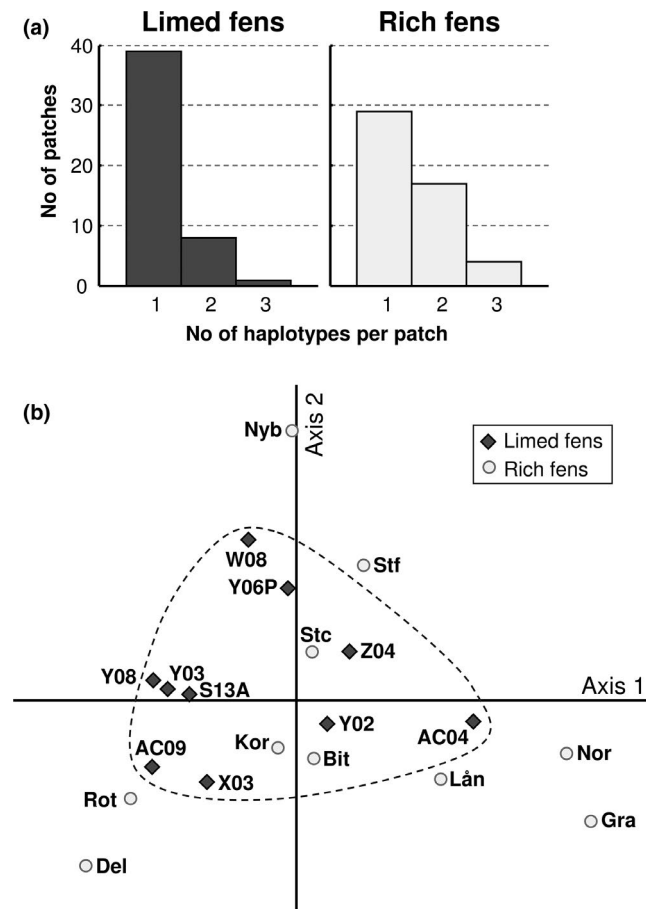 (a)
Limed fens
Rich fens
No of patches
40
30
20
10
0
1 2 3
1 2 3
No of haplotypes per patch
(b)
Nyb
Axis 2
Limed fens
Rich fens
W08
Stf
Y06P
Stc
Z04
Y08
Y03
S13A
Axis 1
Y02
AC04
AC09
Kor
Bit
Nor
X03
Lån
Rot
Gra
Del